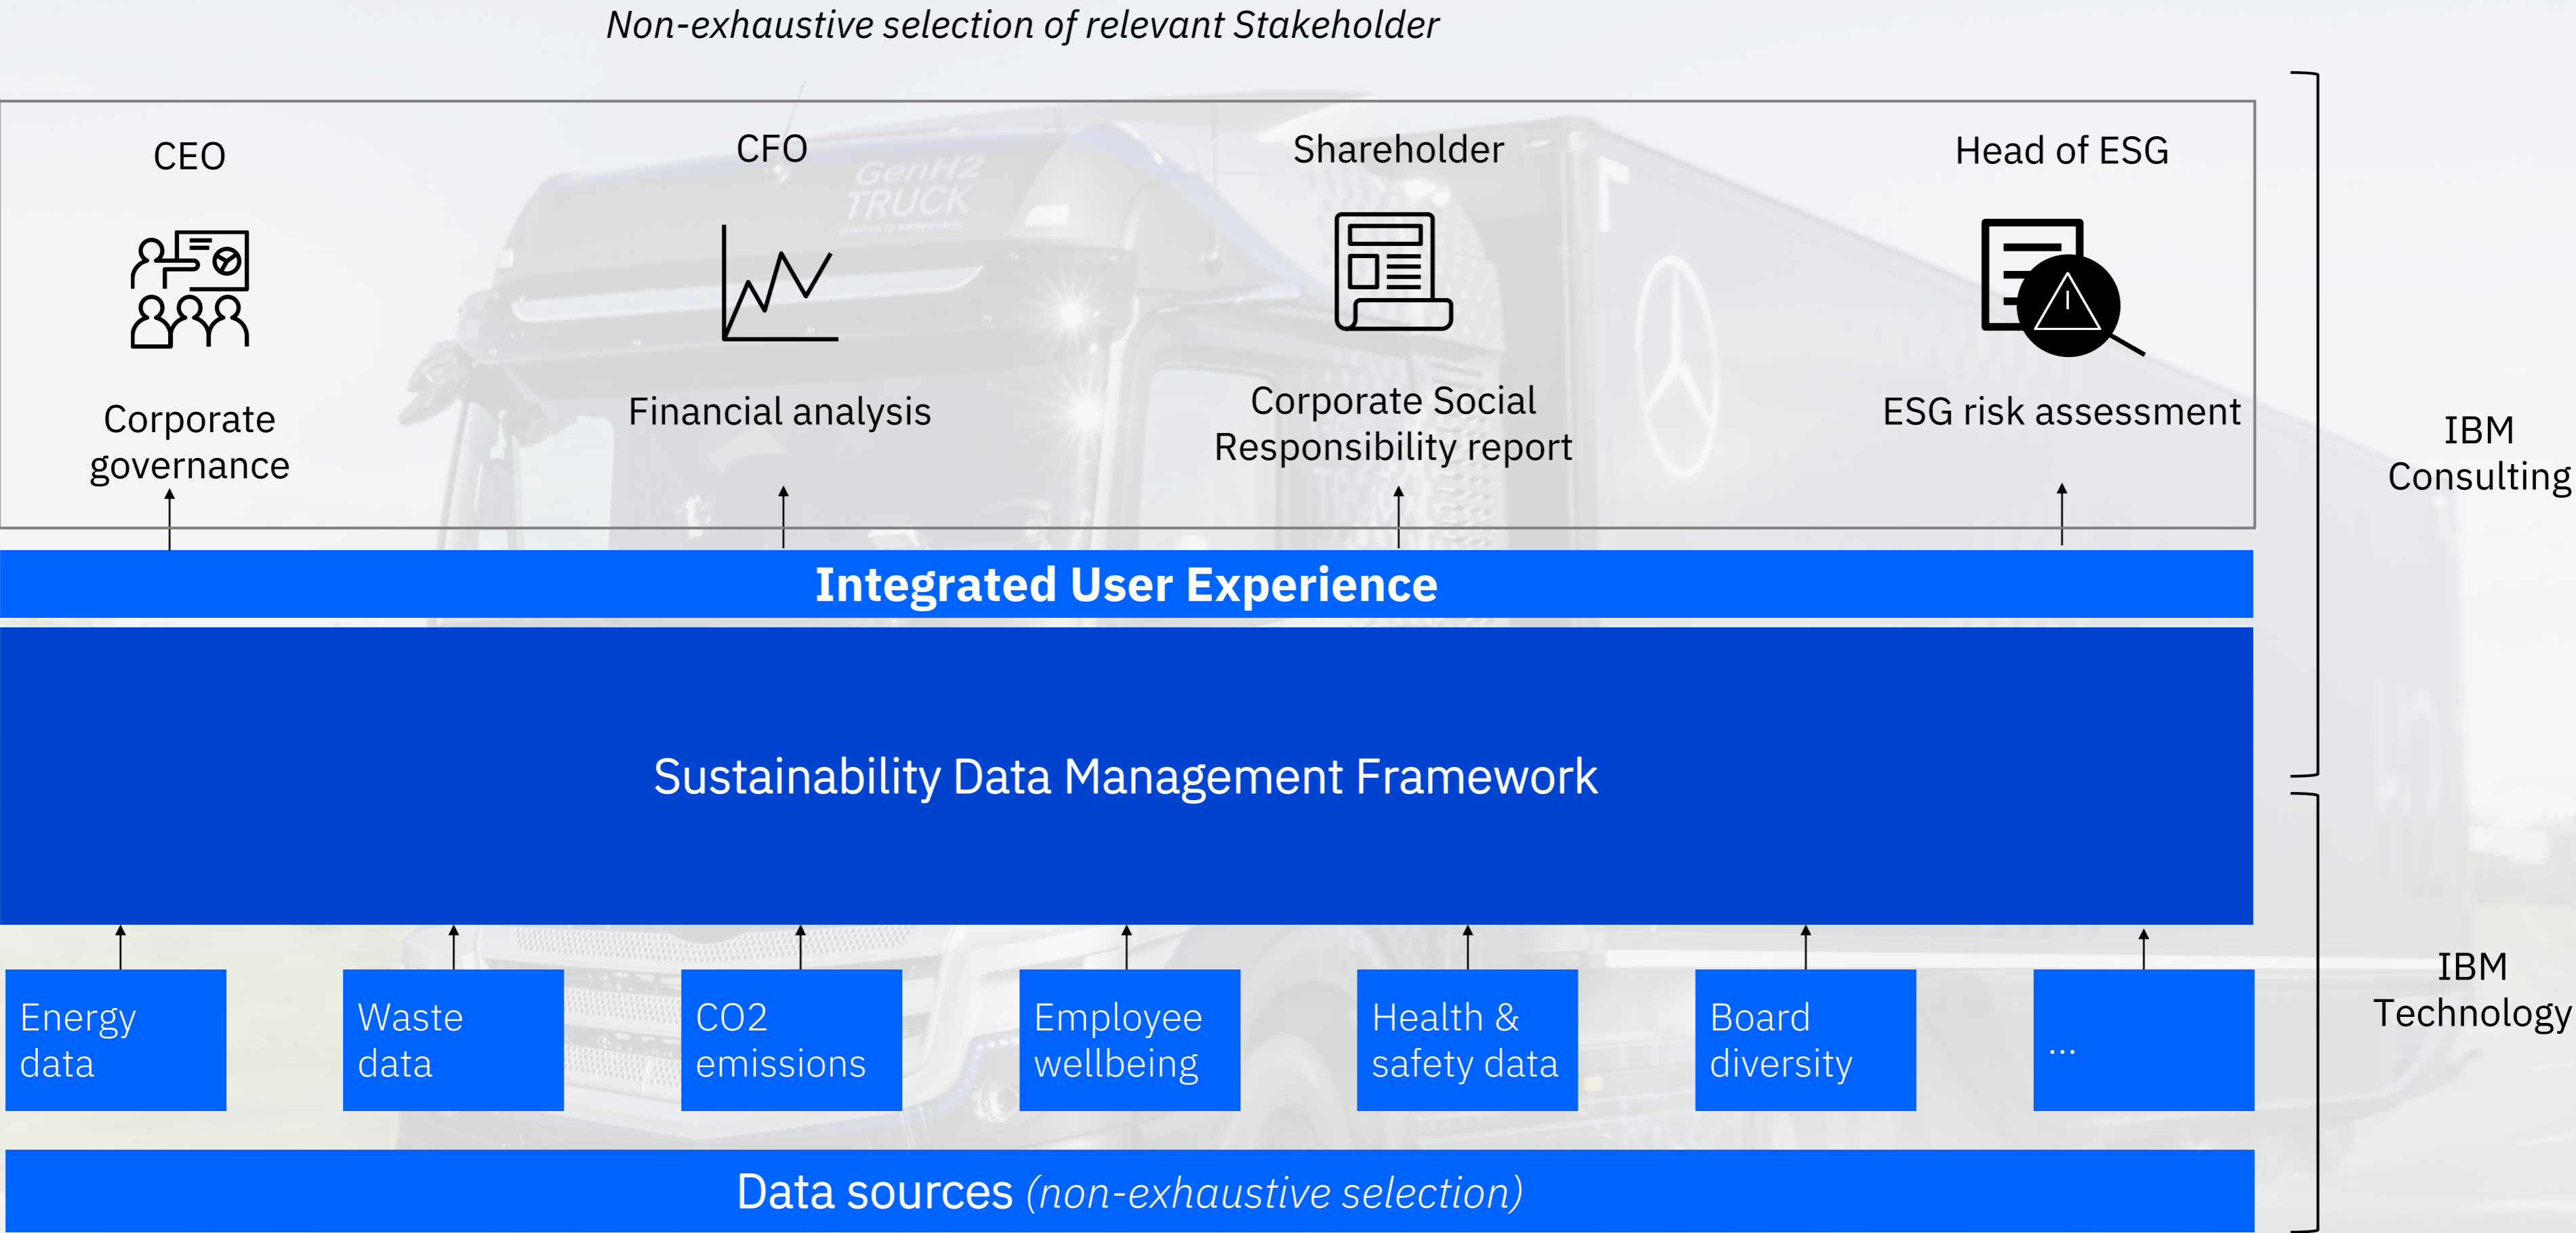 Non-exhaustive selection of relevant Stakeholder
CEO
CFO
Shareholder
Head of ESG
GenH2
TRUCK
Corporate
governance
Financial analysis
Corporate Social
Responsibility report
ESG risk assessment
IBM
Consulting
Integrated User Experience
Sustainability Data Management Framework
Energy
data
Waste
data
CO2
emissions
Employee
wellbeing
Health &
safety data
Board
diversity
...
IBM
Technology
Data sources (non-exhaustive selection)